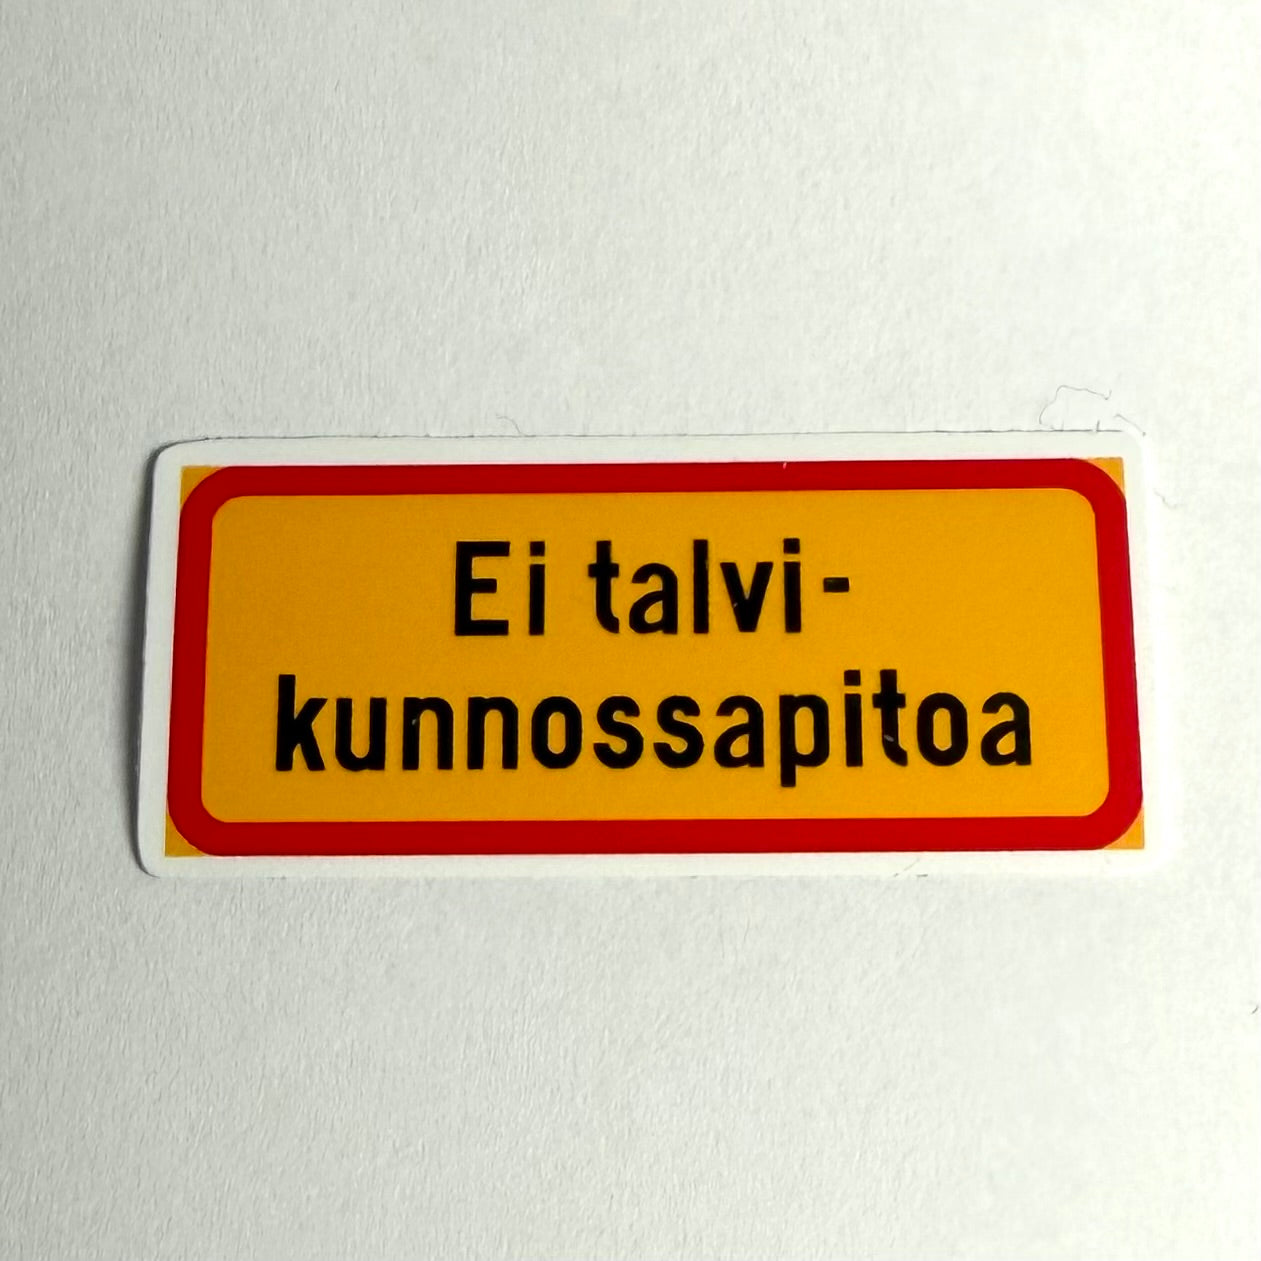 Ei talvi-
kunnossapitoa